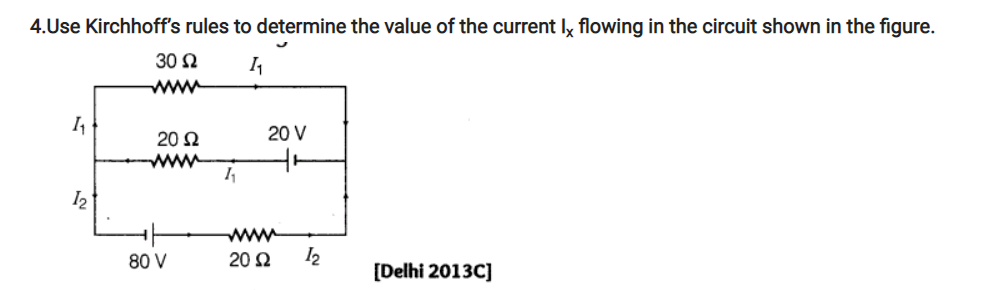 4.Use Kirchhoff's rules to determine the value of the current Iₓ flowing in the circuit shown in the figure.
30 Ω I₁
I₁
20 Ω 20 V
I₁
I₂
80 V 20 Ω I₂
[Delhi 2013C]